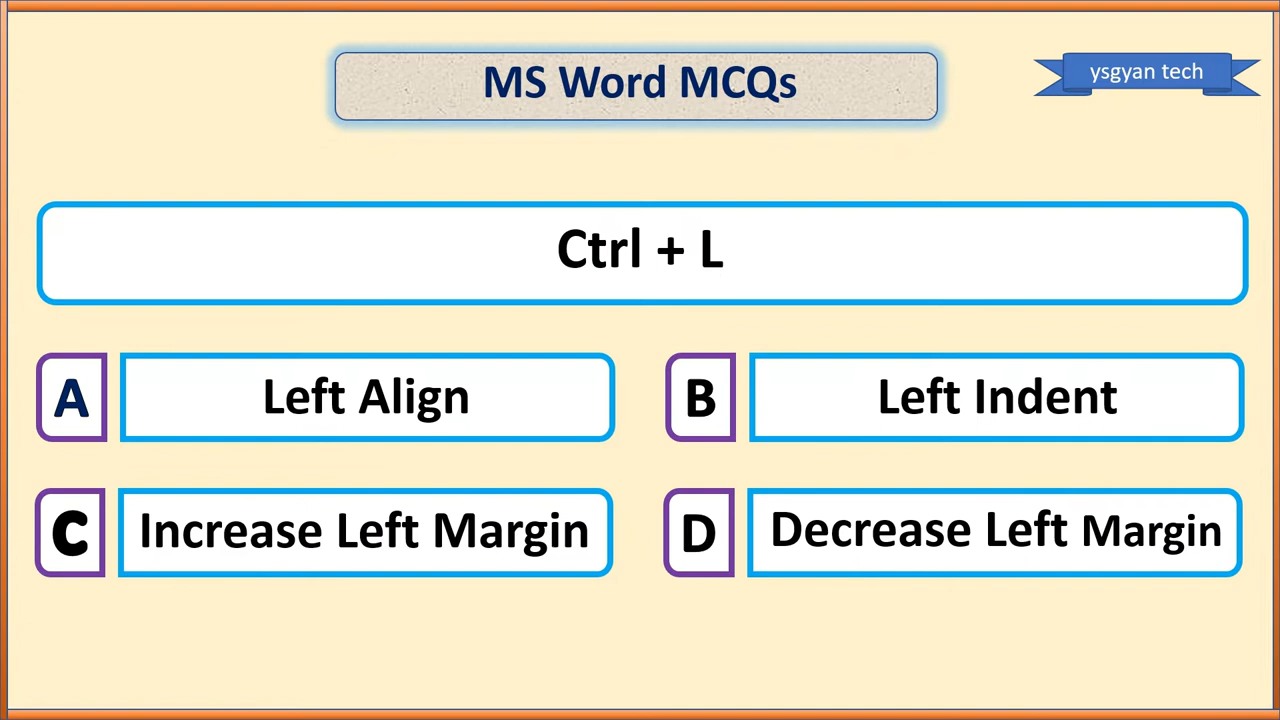 MS Word MCQs
ysgyan tech
Ctrl + L
A Left Align
B Left Indent
C Increase Left Margin
D Decrease Left Margin